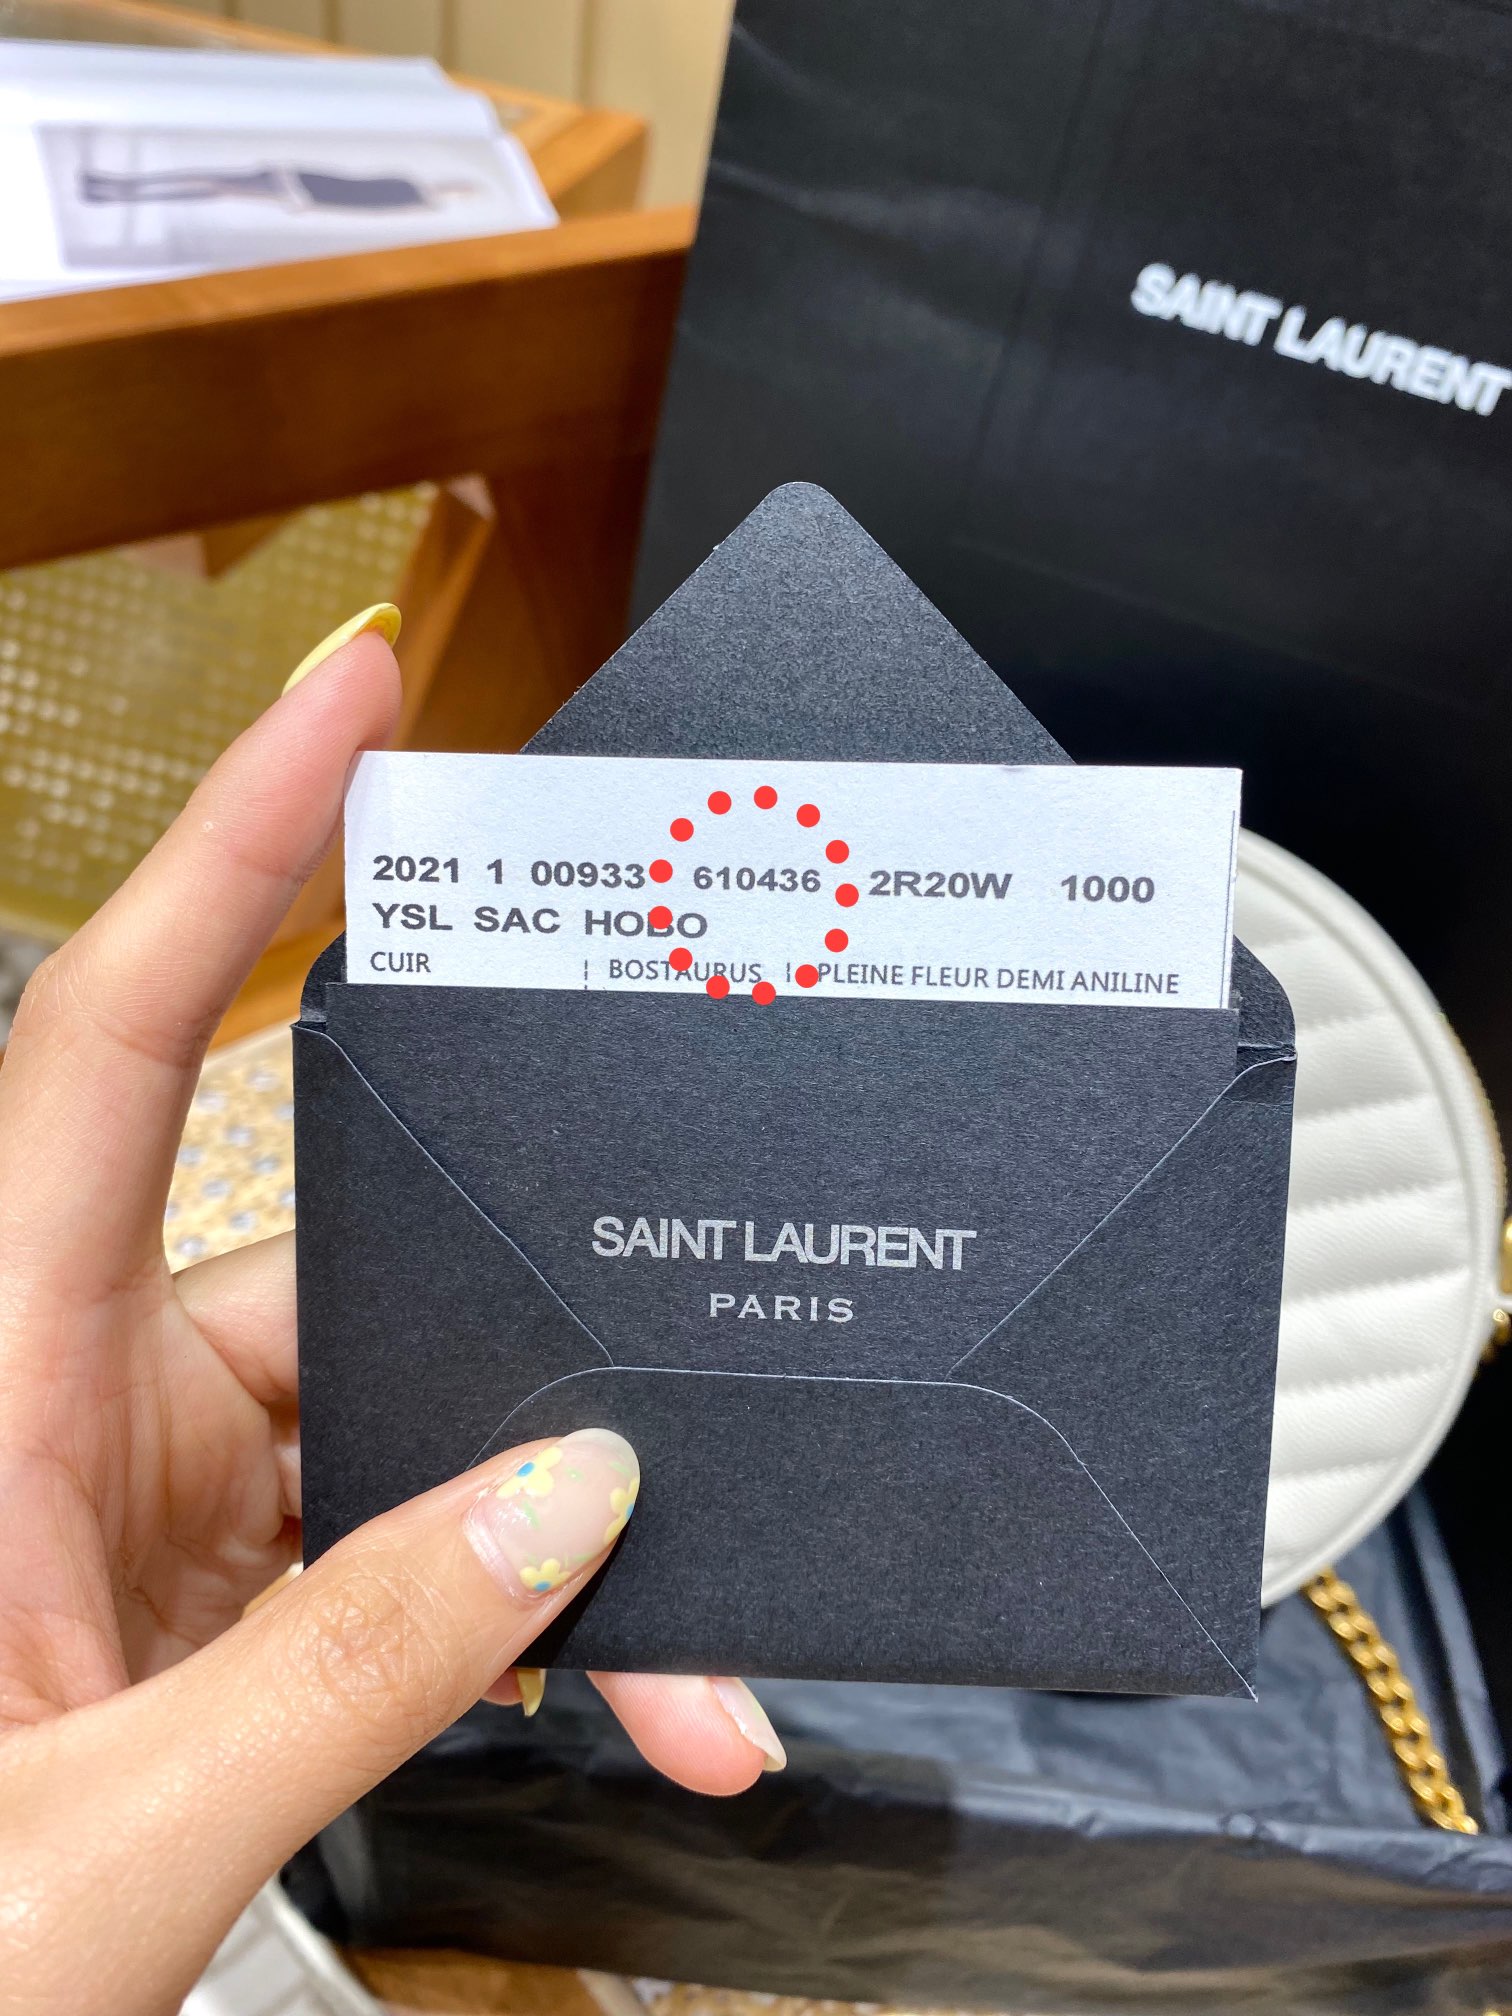 SAINT LAURENT
2021 1 00933 610436 2R20W 1000
YSL SAC HOBO
CUIR ¦ BOSTAURUS ¦ PLEINE FLEUR DEMI ANILINE
SAINT LAURENT
PARIS